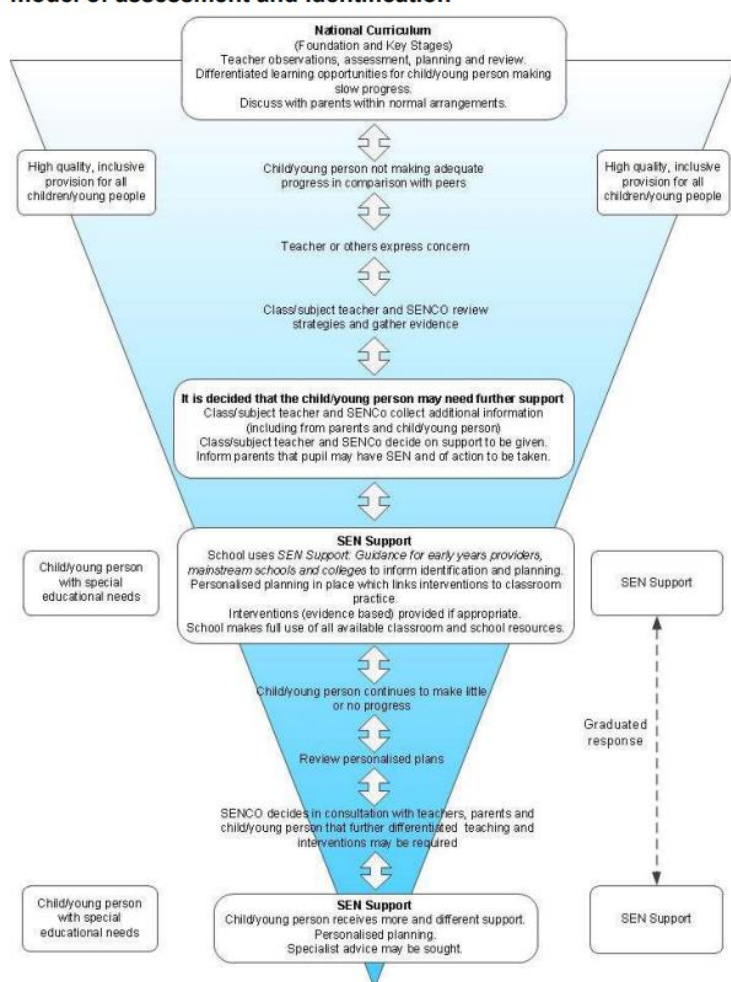 model of assessment and identification
National Curriculum
(Foundation and Key Stages)
Teacher observations, assessment, planning and review.
Differentiated learning opportunities for child/young person making
slow progress.
Discuss with parents within normal arrangements.
High quality, inclusive
provision for all
children/young people
High quality, inclusive
provision for all
children/young people
Child/young person not making adequate
progress in comparison with peers
Teacher or others express concern
Class/subject teacher and SENCO review
strategies and gather evidence
It is decided that the child/young person may need further support
Class/subject teacher and SENCo collect additional information
(including from parents and child/young person)
Class/subject teacher and SENCo decide on support to be given.
Inform parents that pupil may have SEN and of action to be taken.
Child/young person
with special
educational needs
SEN Support
School uses SEN Support: Guidance for early years providers,
mainstream schools and colleges to inform identification and planning.
Personalised planning in place which links interventions to classroom
practice.
Interventions (evidence based) provided if appropriate.
School makes full use of all available classroom and school resources.
SEN Support
Child/young person continues to make little
or no progress
Review personalised plans
Graduated
response
SENCO decides in consultation with teachers, parents and
child/young person that further differentiated teaching and
interventions may be required
Child/young person
with special
educational needs
SEN Support
Child/young person receives more and different support.
Personalised planning.
Specialist advice may be sought.
SEN Support